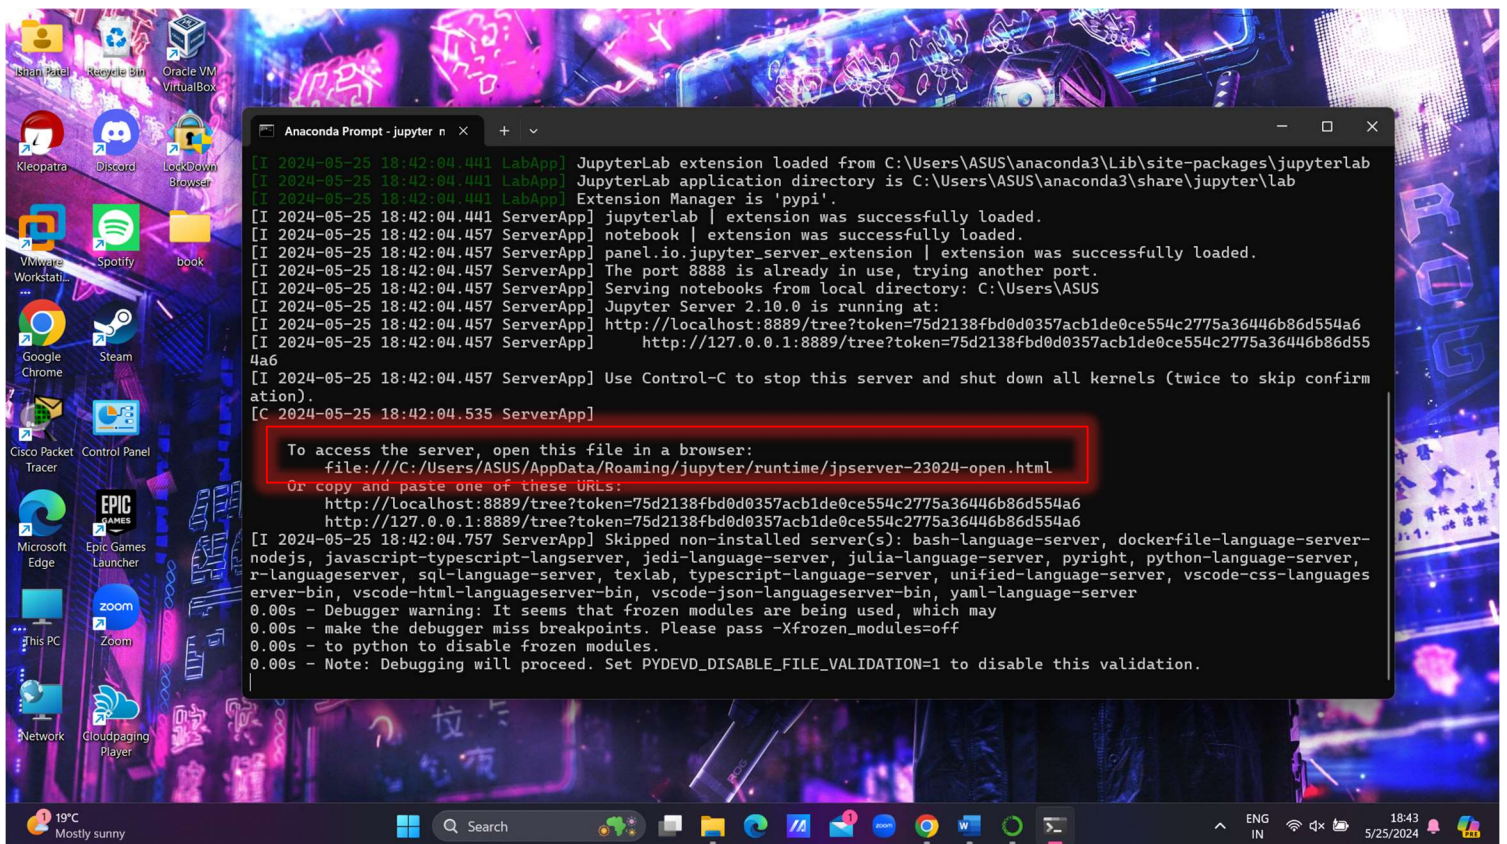 Ishan Patel
Recycle Bin
Oracle VM
VirtualBox
Kleopatra
Discord
LockDown
Browser
VMware
Workstati...
Spotify
book
Google
Chrome
Steam
Cisco Packet
Tracer
Control Panel
Microsoft
Edge
EPIC
GAMES
Epic Games
Launcher
This PC
zoom
Zoom
Network
Cloudpaging
Player
Anaconda Prompt - jupyter n
[I 2024-05-25 18:42:04.441 LabApp] JupyterLab extension loaded from C:\Users\ASUS\anaconda3\Lib\site-packages\jupyterlab
[I 2024-05-25 18:42:04.441 LabApp] JupyterLab application directory is C:\Users\ASUS\anaconda3\share\jupyter\lab
[I 2024-05-25 18:42:04.441 LabApp] Extension Manager is 'pypi'.
[I 2024-05-25 18:42:04.441 ServerApp] jupyterlab | extension was successfully loaded.
[I 2024-05-25 18:42:04.457 ServerApp] notebook | extension was successfully loaded.
[I 2024-05-25 18:42:04.457 ServerApp] panel.io.jupyter_server_extension | extension was successfully loaded.
[I 2024-05-25 18:42:04.457 ServerApp] The port 8888 is already in use, trying another port.
[I 2024-05-25 18:42:04.457 ServerApp] Serving notebooks from local directory: C:\Users\ASUS
[I 2024-05-25 18:42:04.457 ServerApp] Jupyter Server 2.10.0 is running at:
[I 2024-05-25 18:42:04.457 ServerApp] http://localhost:8889/tree?token=75d2138fbd0d0357acb1de0ce554c2775a36446b86d554a6
[I 2024-05-25 18:42:04.457 ServerApp]     http://127.0.0.1:8889/tree?token=75d2138fbd0d0357acb1de0ce554c2775a36446b86d55
4a6
[I 2024-05-25 18:42:04.457 ServerApp] Use Control-C to stop this server and shut down all kernels (twice to skip confirm
ation).
[C 2024-05-25 18:42:04.535 ServerApp]
To access the server, open this file in a browser:
file:///C:/Users/ASUS/AppData/Roaming/jupyter/runtime/jpserver-23024-open.html
Or copy and paste one of these URLs:
http://localhost:8889/tree?token=75d2138fbd0d0357acb1de0ce554c2775a36446b86d554a6
http://127.0.0.1:8889/tree?token=75d2138fbd0d0357acb1de0ce554c2775a36446b86d554a6
[I 2024-05-25 18:42:04.757 ServerApp] Skipped non-installed server(s): bash-language-server, dockerfile-language-server-
nodejs, javascript-typescript-langserver, jedi-language-server, julia-language-server, pyright, python-language-server,
r-languageserver, sql-language-server, texlab, typescript-language-server, unified-language-server, vscode-css-languages
erver-bin, vscode-html-languageserver-bin, vscode-json-languageserver-bin, yaml-language-server
0.00s - Debugger warning: It seems that frozen modules are being used, which may
0.00s - make the debugger miss breakpoints. Please pass -Xfrozen_modules=off
0.00s - to python to disable frozen modules.
0.00s - Note: Debugging will proceed. Set PYDEVD_DISABLE_FILE_VALIDATION=1 to disable this validation.
ROG
1
19°C
Mostly sunny
Search
1
zoom
W
ENG
IN
18:43
5/25/2024
PRE